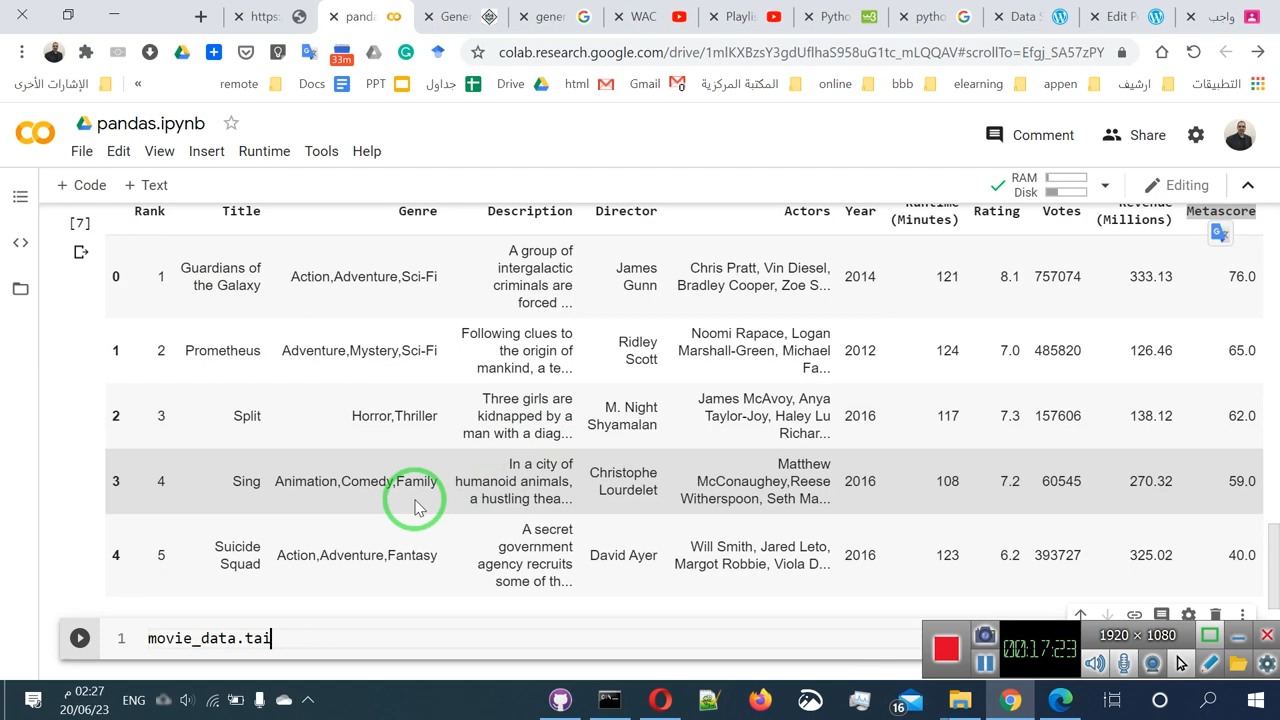 https:
panda
Gener
gener
WAC
Playlis
Python
python
Data S
Edit P
واجب
33m
colab.research.google.com/drive/1mlKXBzsY3gdUflhaS958uG1tc_mLQQAV#scrollTo=Efgj_SA57zPY
الإشارات الأخرى
«
remote
Docs
PPT
جداول
Drive
html
Gmail
المكتبة المركزية
online
bbb
elearning
appen
ارشيف
التطبيقات
pandas.ipynb
Comment
Share
File Edit View Insert Runtime Tools Help
+ Code + Text
RAM
Disk
Editing
[7]
Rank Title Genre Description Director Actors Year Runtime (Minutes) Rating Votes Revenue (Millions) Metascore
0 1 Guardians of the Galaxy Action,Adventure,Sci-Fi A group of intergalactic criminals are forced ... James Gunn Chris Pratt, Vin Diesel, Bradley Cooper, Zoe S... 2014 121 8.1 757074 333.13 76.0
1 2 Prometheus Adventure,Mystery,Sci-Fi Following clues to the origin of mankind, a te... Ridley Scott Noomi Rapace, Logan Marshall-Green, Michael Fa... 2012 124 7.0 485820 126.46 65.0
2 3 Split Horror,Thriller Three girls are kidnapped by a man with a diag... M. Night Shyamalan James McAvoy, Anya Taylor-Joy, Haley Lu Richar... 2016 117 7.3 157606 138.12 62.0
3 4 Sing Animation,Comedy,Family In a city of humanoid animals, a hustling thea... Christophe Lourdelet Matthew McConaughey,Reese Witherspoon, Seth Ma... 2016 108 7.2 60545 270.32 59.0
4 5 Suicide Squad Action,Adventure,Fantasy A secret government agency recruits some of th... David Ayer Will Smith, Jared Leto, Margot Robbie, Viola D... 2016 123 6.2 393727 325.02 40.0
1 movie_data.tai
1920 × 1080
00:17:23
02:27 م
20/06/23
ENG
16